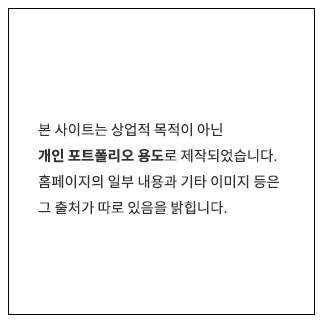 본 사이트는 상업적 목적이 아닌
개인 포트폴리오 용도로 제작되었습니다.
홈페이지의 일부 내용과 기타 이미지 등은
그 출처가 따로 있음을 밝힙니다.